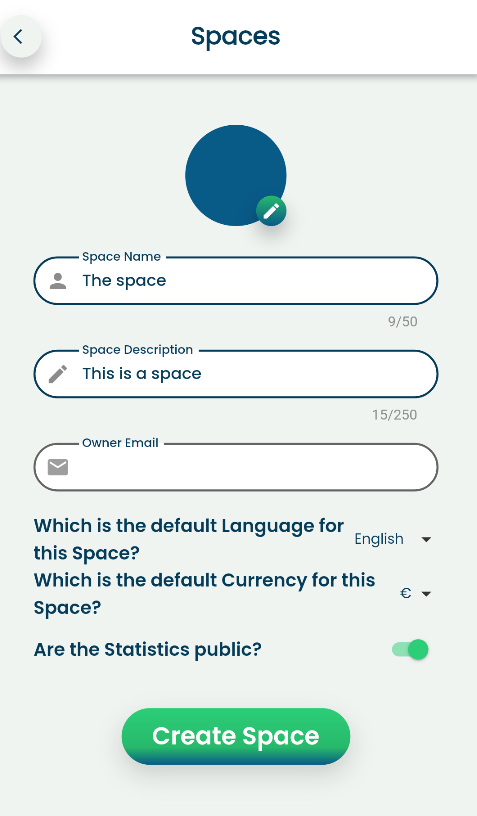 Spaces
Space Name
The space
9/50
Space Description
This is a space
15/250
Owner Email
Which is the default Language for
this Space?
English
Which is the default Currency for this
Space?
€
Are the Statistics public?
Create Space